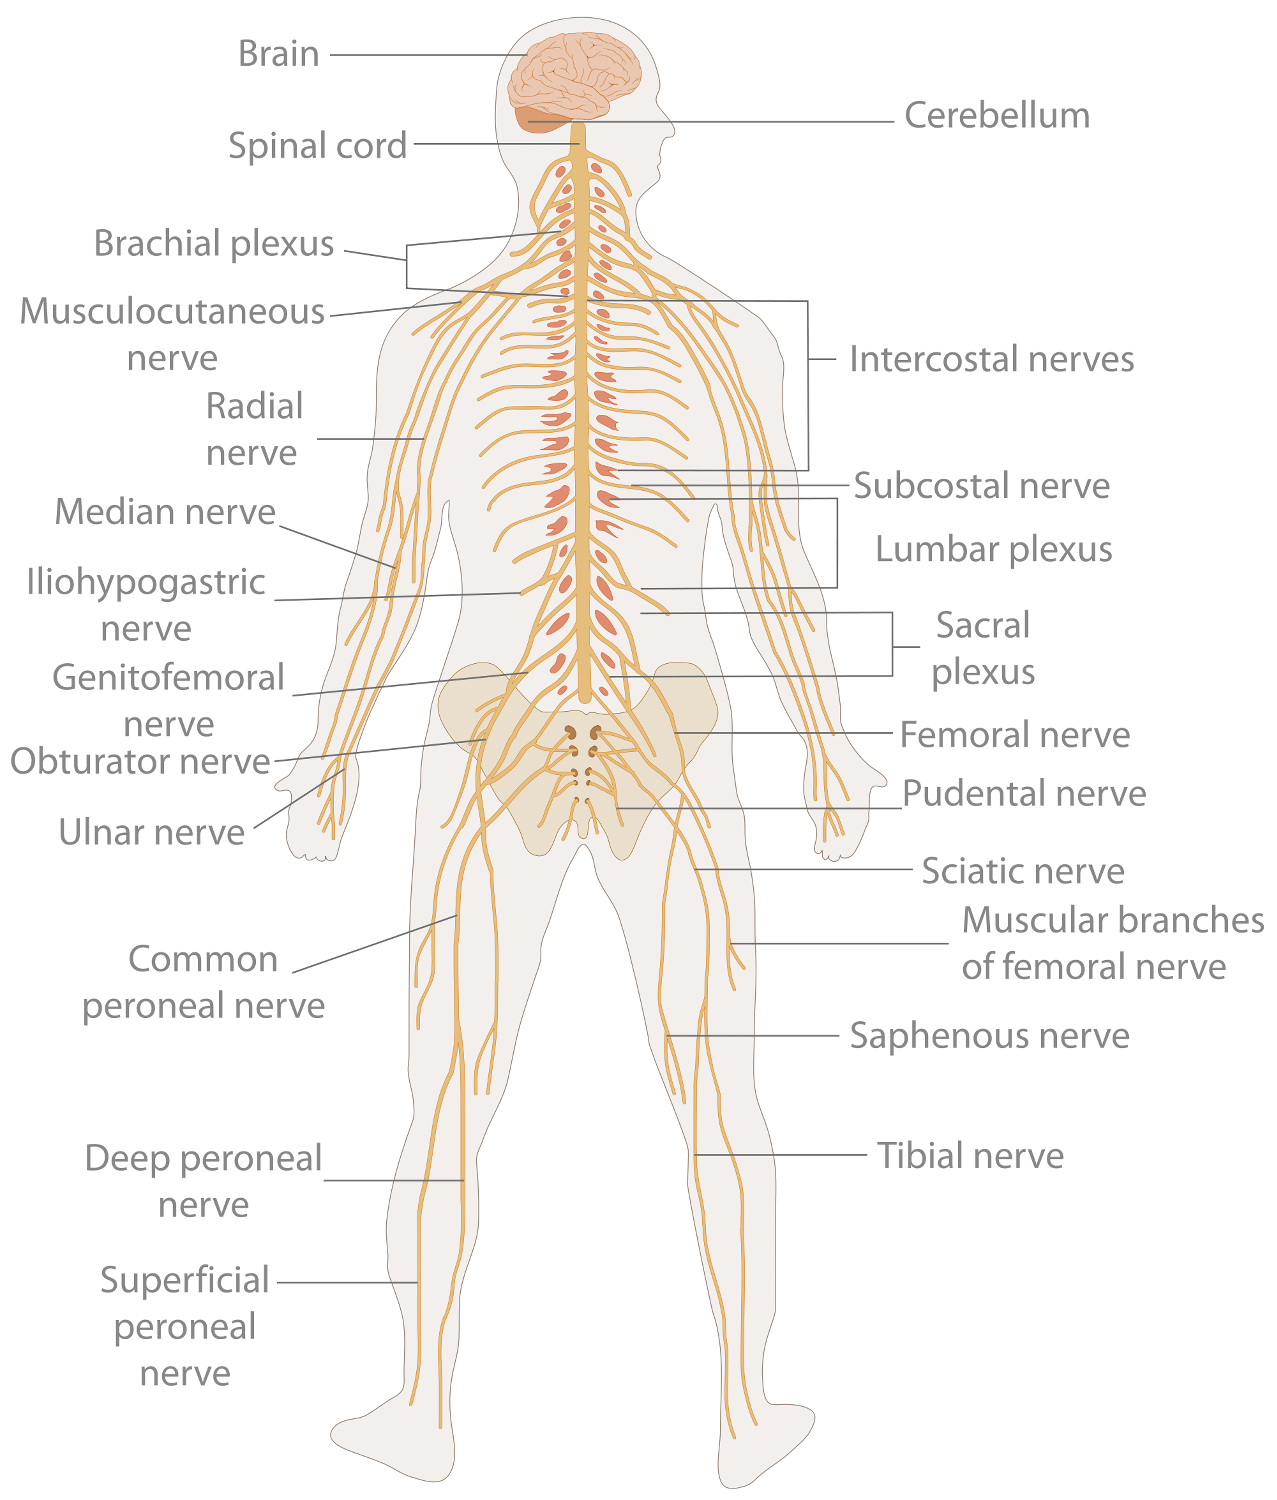 Brain
Cerebellum
Spinal cord
Brachial plexus
Musculocutaneous
nerve
Intercostal nerves
Radial
nerve
Subcostal nerve
Median nerve
Lumbar plexus
Iliohypogastric
nerve
Sacral
plexus
Genitofemoral
nerve
Femoral nerve
Obturator nerve
Pudental nerve
Ulnar nerve
Sciatic nerve
Muscular branches
of femoral nerve
Common
peroneal nerve
Saphenous nerve
Deep peroneal
nerve
Tibial nerve
Superficial
peroneal
nerve